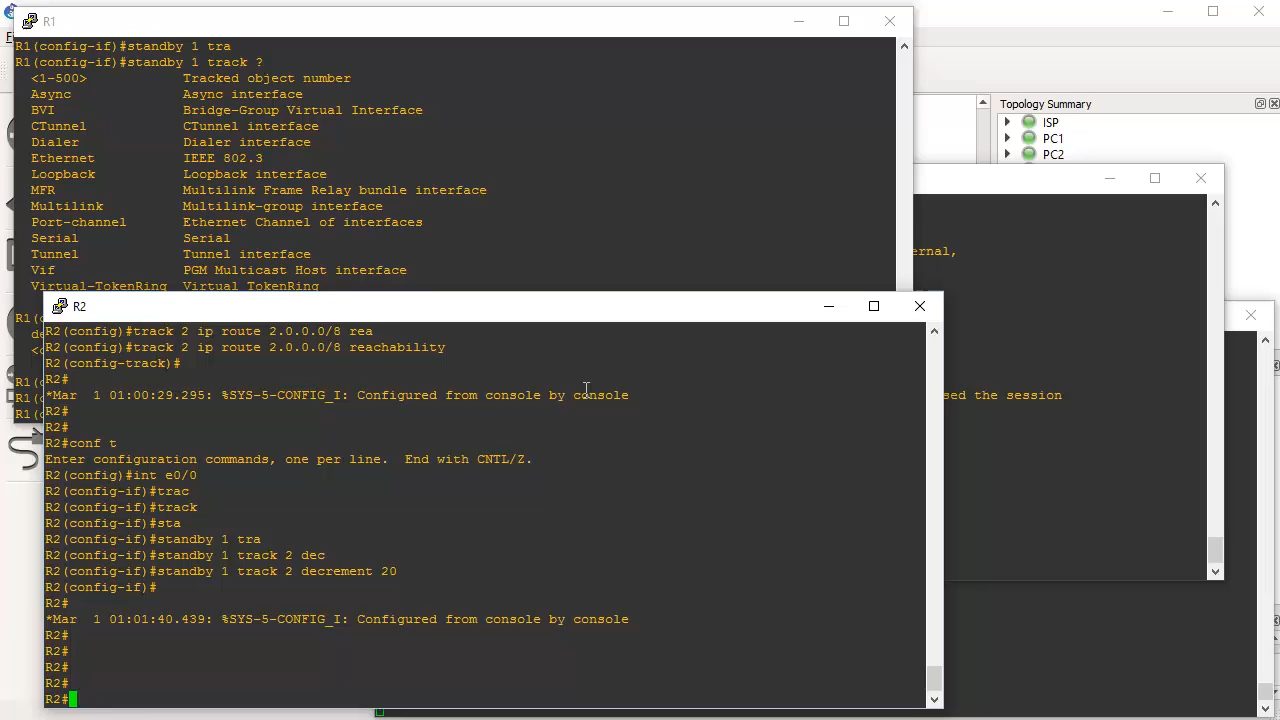 R1
R1(config-if)#standby 1 tra
R1(config-if)#standby 1 track ?
<1-500> Tracked object number
Async Async interface
BVI Bridge-Group Virtual Interface
CTunnel CTunnel interface
Dialer Dialer interface
Ethernet IEEE 802.3
Loopback Loopback interface
MFR Multilink Frame Relay bundle interface
Multilink Multilink-group interface
Port-channel Ethernet Channel of interfaces
Serial Serial
Tunnel Tunnel interface
Vif PGM Multicast Host interface
Virtual-TokenRing Virtual TokenRing
R1(
de
<c
R1(
R1(
R1(
Topology Summary
ISP
PC1
PC2
ernal,
sed the session
R2
R2(config)#track 2 ip route 2.0.0.0/8 rea
R2(config)#track 2 ip route 2.0.0.0/8 reachability
R2(config-track)#
R2#
*Mar  1 01:00:29.295: %SYS-5-CONFIG_I: Configured from console by console
R2#
R2#
R2#conf t
Enter configuration commands, one per line.  End with CNTL/Z.
R2(config)#int e0/0
R2(config-if)#trac
R2(config-if)#track
R2(config-if)#sta
R2(config-if)#standby 1 tra
R2(config-if)#standby 1 track 2 dec
R2(config-if)#standby 1 track 2 decrement 20
R2(config-if)#
R2#
*Mar  1 01:01:40.439: %SYS-5-CONFIG_I: Configured from console by console
R2#
R2#
R2#
R2#
R2#